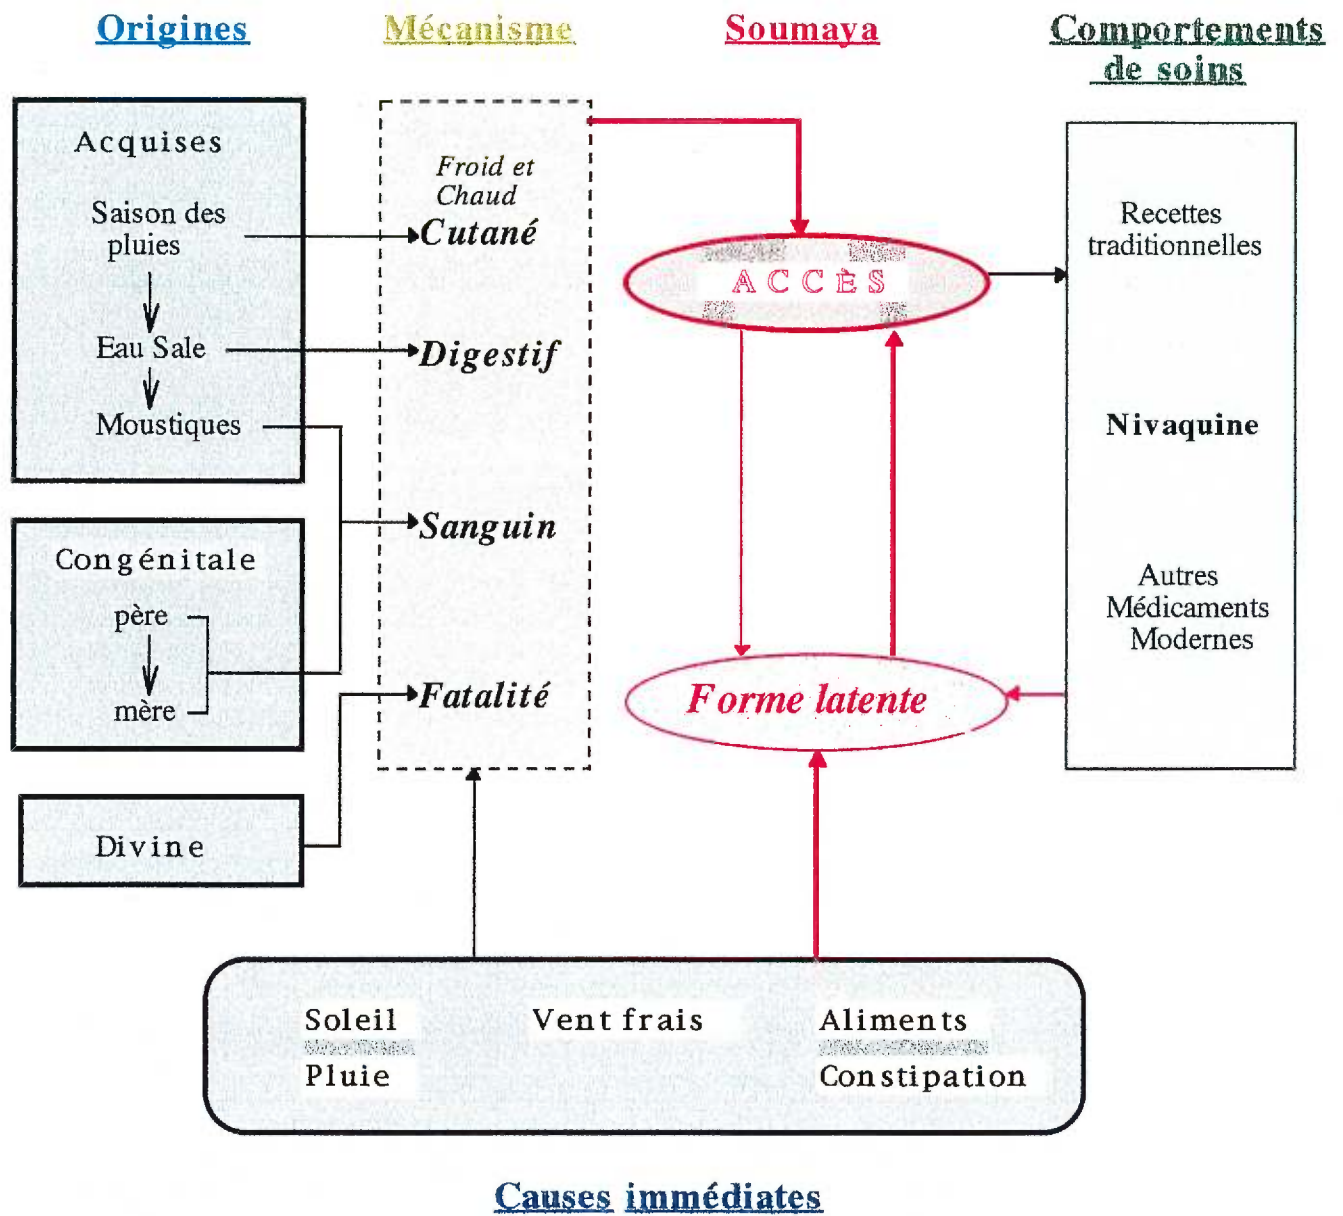 Origines
Mécanisme
Soumaya
Comportements
de soins
Acquises
Saison des
pluies
Eau Sale
Moustiques
Congénitale
père
mère
Divine
Froid et
Chaud
Cutané
Digestif
Sanguin
Fatalité
ACCÈS
Forme latente
Recettes
traditionnelles
Nivaquine
Autres
Médicaments
Modernes
Soleil
Pluie
Vent frais
Aliments
Constipation
Causes immédiates